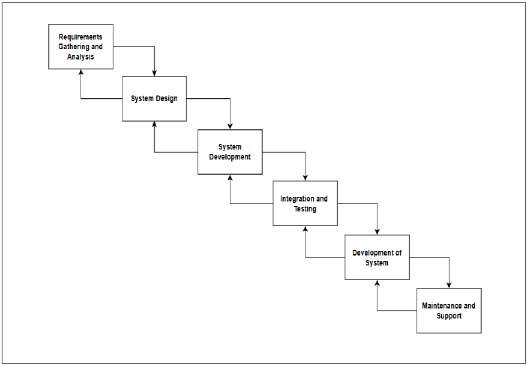 Requirements
Gathering and
Analysis
System Design
System
Development
Integration and
Testing
Development of
System
Maintenance and
Support